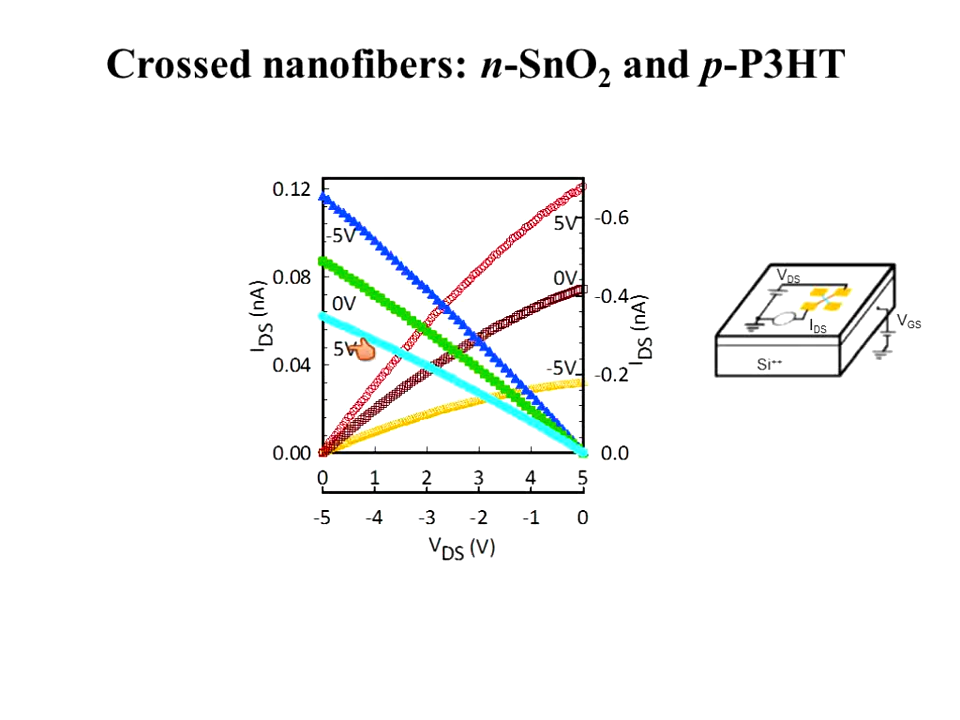 Crossed nanofibers: n-SnO2 and p-P3HT
0.12
0.08
0.04
0.00
IDS (nA)
-5V
0V
5V
5V
0V
-5V
-0.6
-0.4
-0.2
0.0
IDS (nA)
0 1 2 3 4 5
-5 -4 -3 -2 -1 0
VDS (V)
VDS
IDS
VGS
Si++